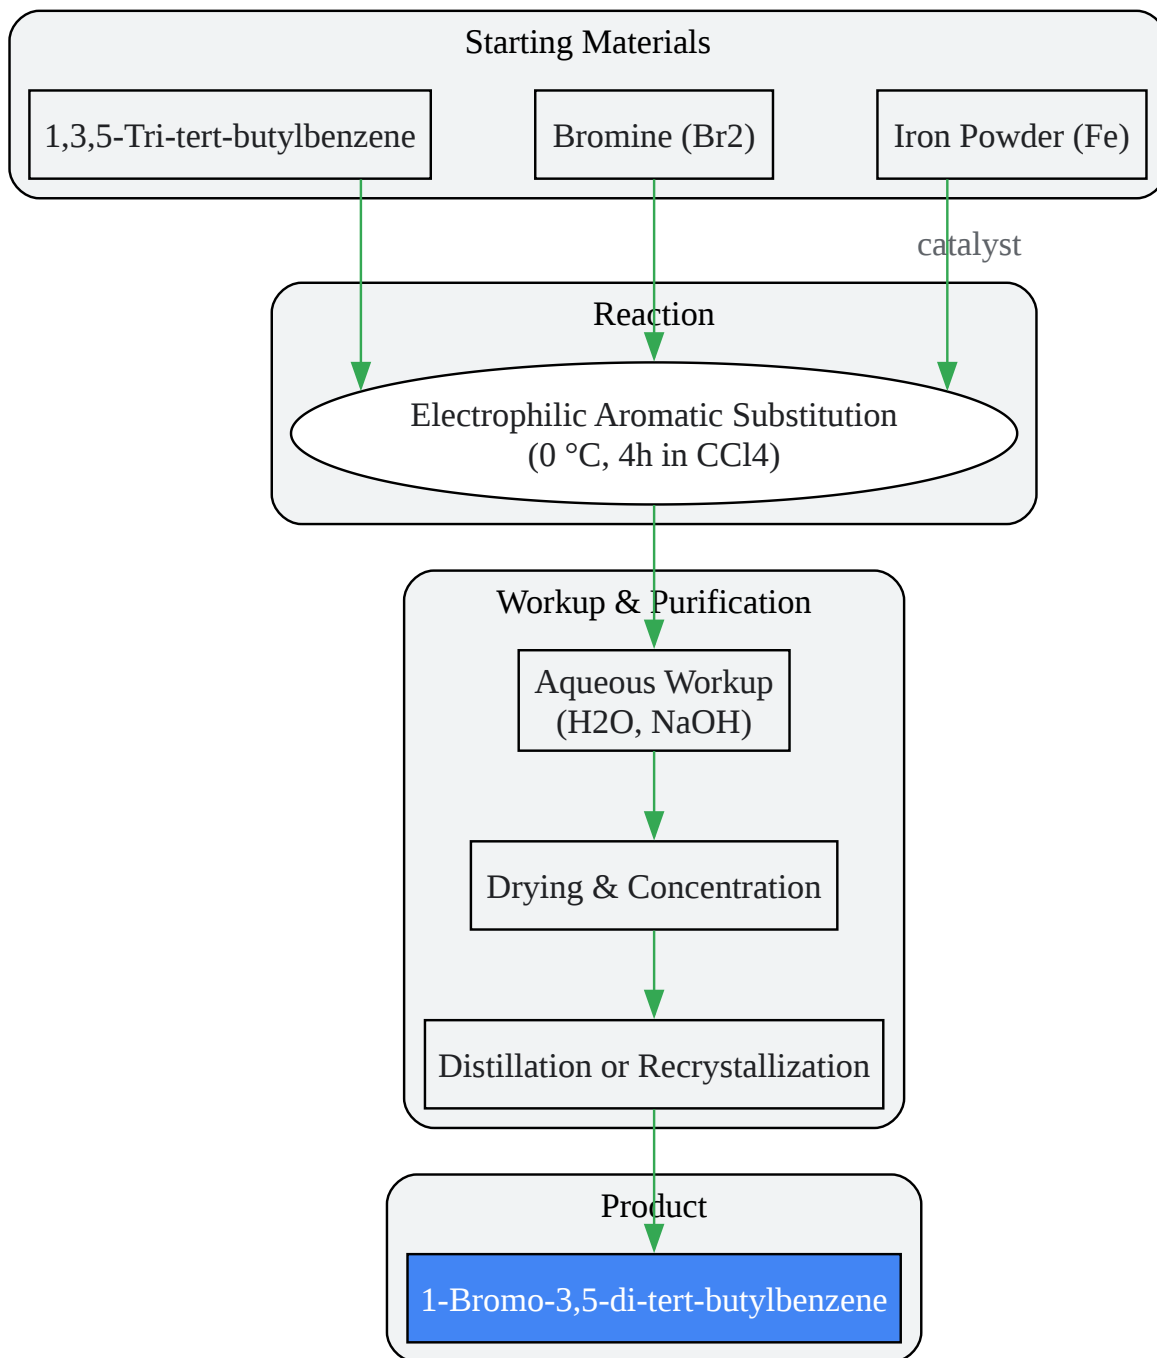 Starting Materials
1,3,5-Tri-tert-butylbenzene
Bromine (Br2)
Iron Powder (Fe)
catalyst
Reaction
Electrophilic Aromatic Substitution
(0 °C, 4h in CCl4)
Workup & Purification
Aqueous Workup
(H2O, NaOH)
Drying & Concentration
Distillation or Recrystallization
Product
1-Bromo-3,5-di-tert-butylbenzene